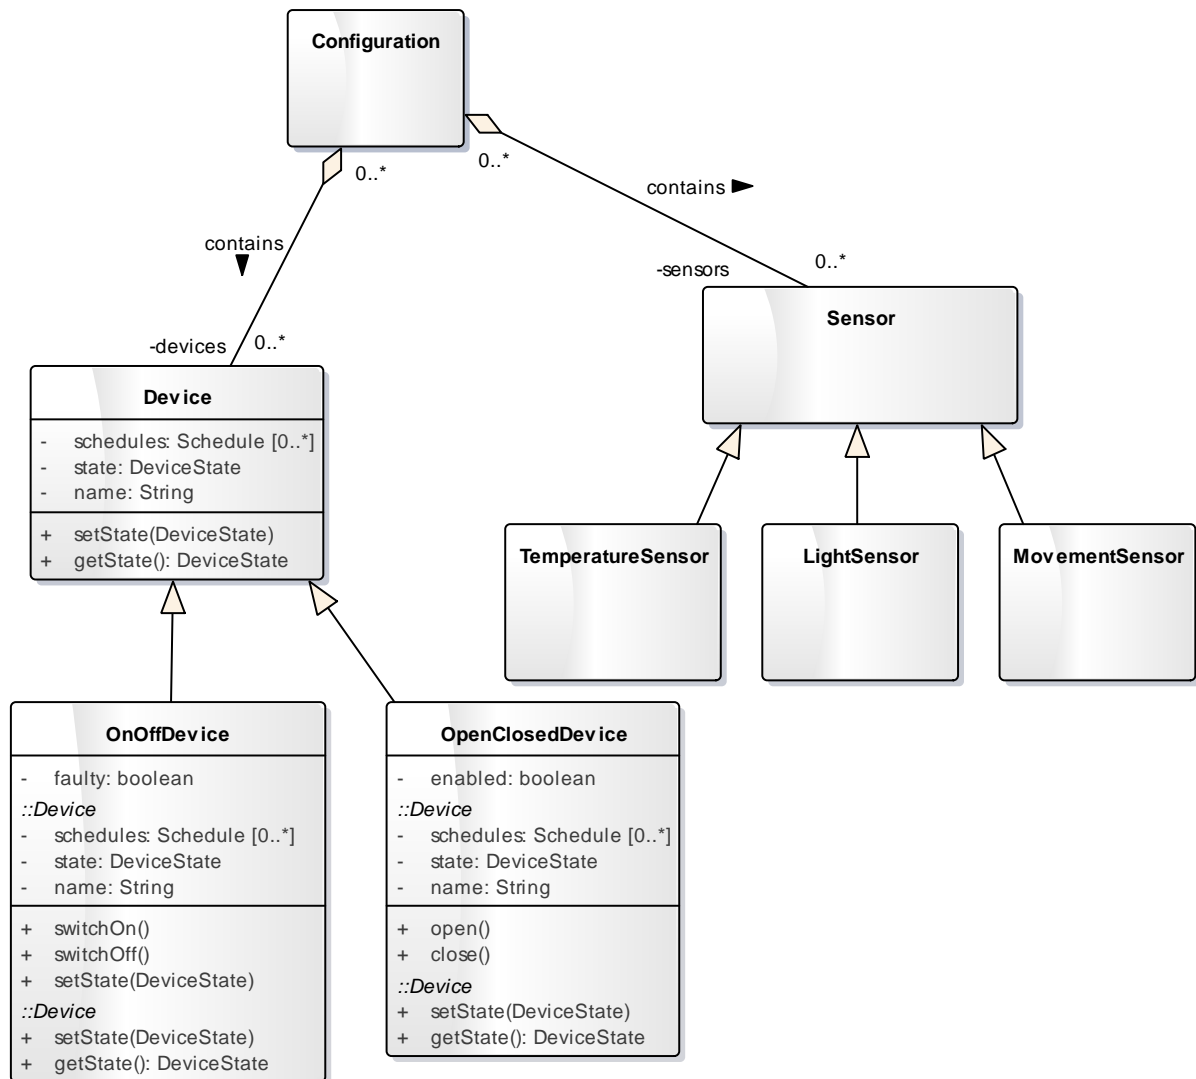 Configuration
0..*
0..*
contains
contains
-sensors
0..*
-devices
0..*
Sensor
Device
- schedules: Schedule [0..*]
- state: DeviceState
- name: String
+ setState(DeviceState)
+ getState(): DeviceState
TemperatureSensor
LightSensor
MovementSensor
OnOffDevice
- faulty: boolean
::Device
- schedules: Schedule [0..*]
- state: DeviceState
- name: String
+ switchOn()
+ switchOff()
+ setState(DeviceState)
::Device
+ setState(DeviceState)
+ getState(): DeviceState
OpenClosedDevice
- enabled: boolean
::Device
- schedules: Schedule [0..*]
- state: DeviceState
- name: String
+ open()
+ close()
::Device
+ setState(DeviceState)
+ getState(): DeviceState